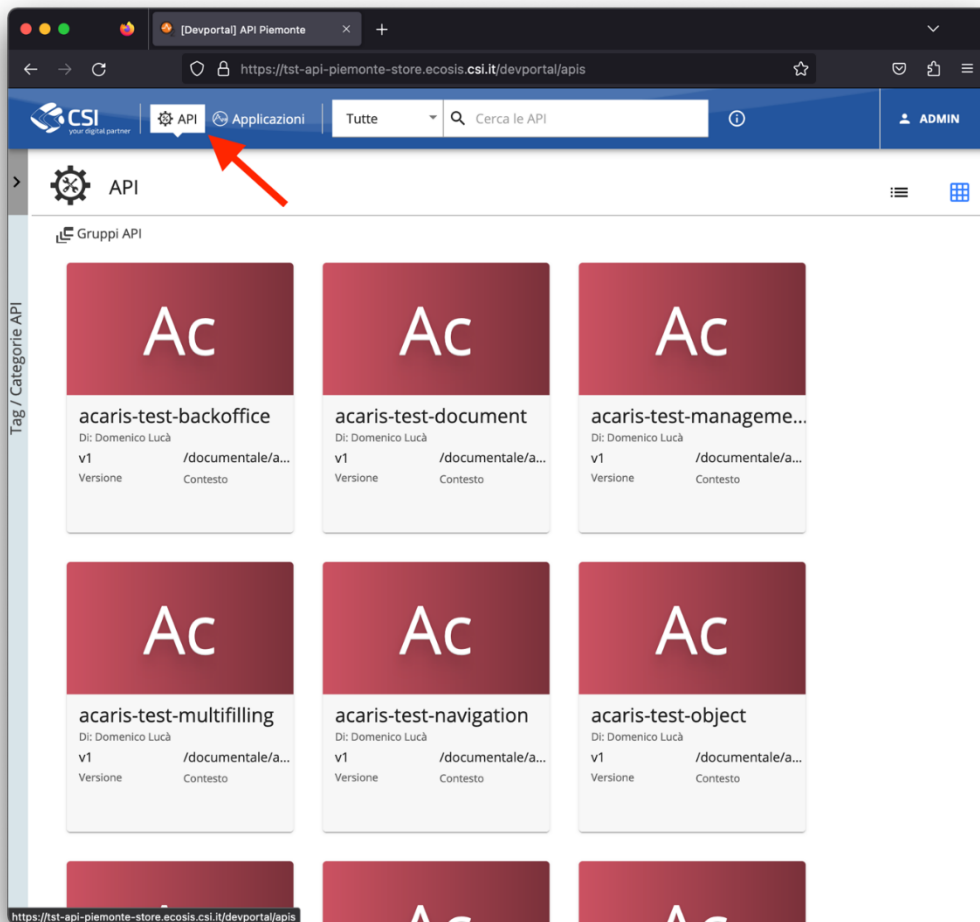 [Devportal] API Piemonte
https://tst-api-piemonte-store.ecosis.csi.it/devportal/apis
CSI
your digital partner
API
Applicazioni
Tutte
Cerca le API
ADMIN
API
Gruppi API
Tag / Categorie API
Ac
Ac
Ac
acaris-test-backoffice
acaris-test-document
acaris-test-manageme...
Di: Domenico Lucà
Di: Domenico Lucà
Di: Domenico Lucà
v1 /documentale/a...
v1 /documentale/a...
v1 /documentale/a...
Versione Contesto
Versione Contesto
Versione Contesto
Ac
Ac
Ac
acaris-test-multifilling
acaris-test-navigation
acaris-test-object
Di: Domenico Lucà
Di: Domenico Lucà
Di: Domenico Lucà
v1 /documentale/a...
v1 /documentale/a...
v1 /documentale/a...
Versione Contesto
Versione Contesto
Versione Contesto
https://tst-api-piemonte-store.ecosis.csi.it/devportal/apis